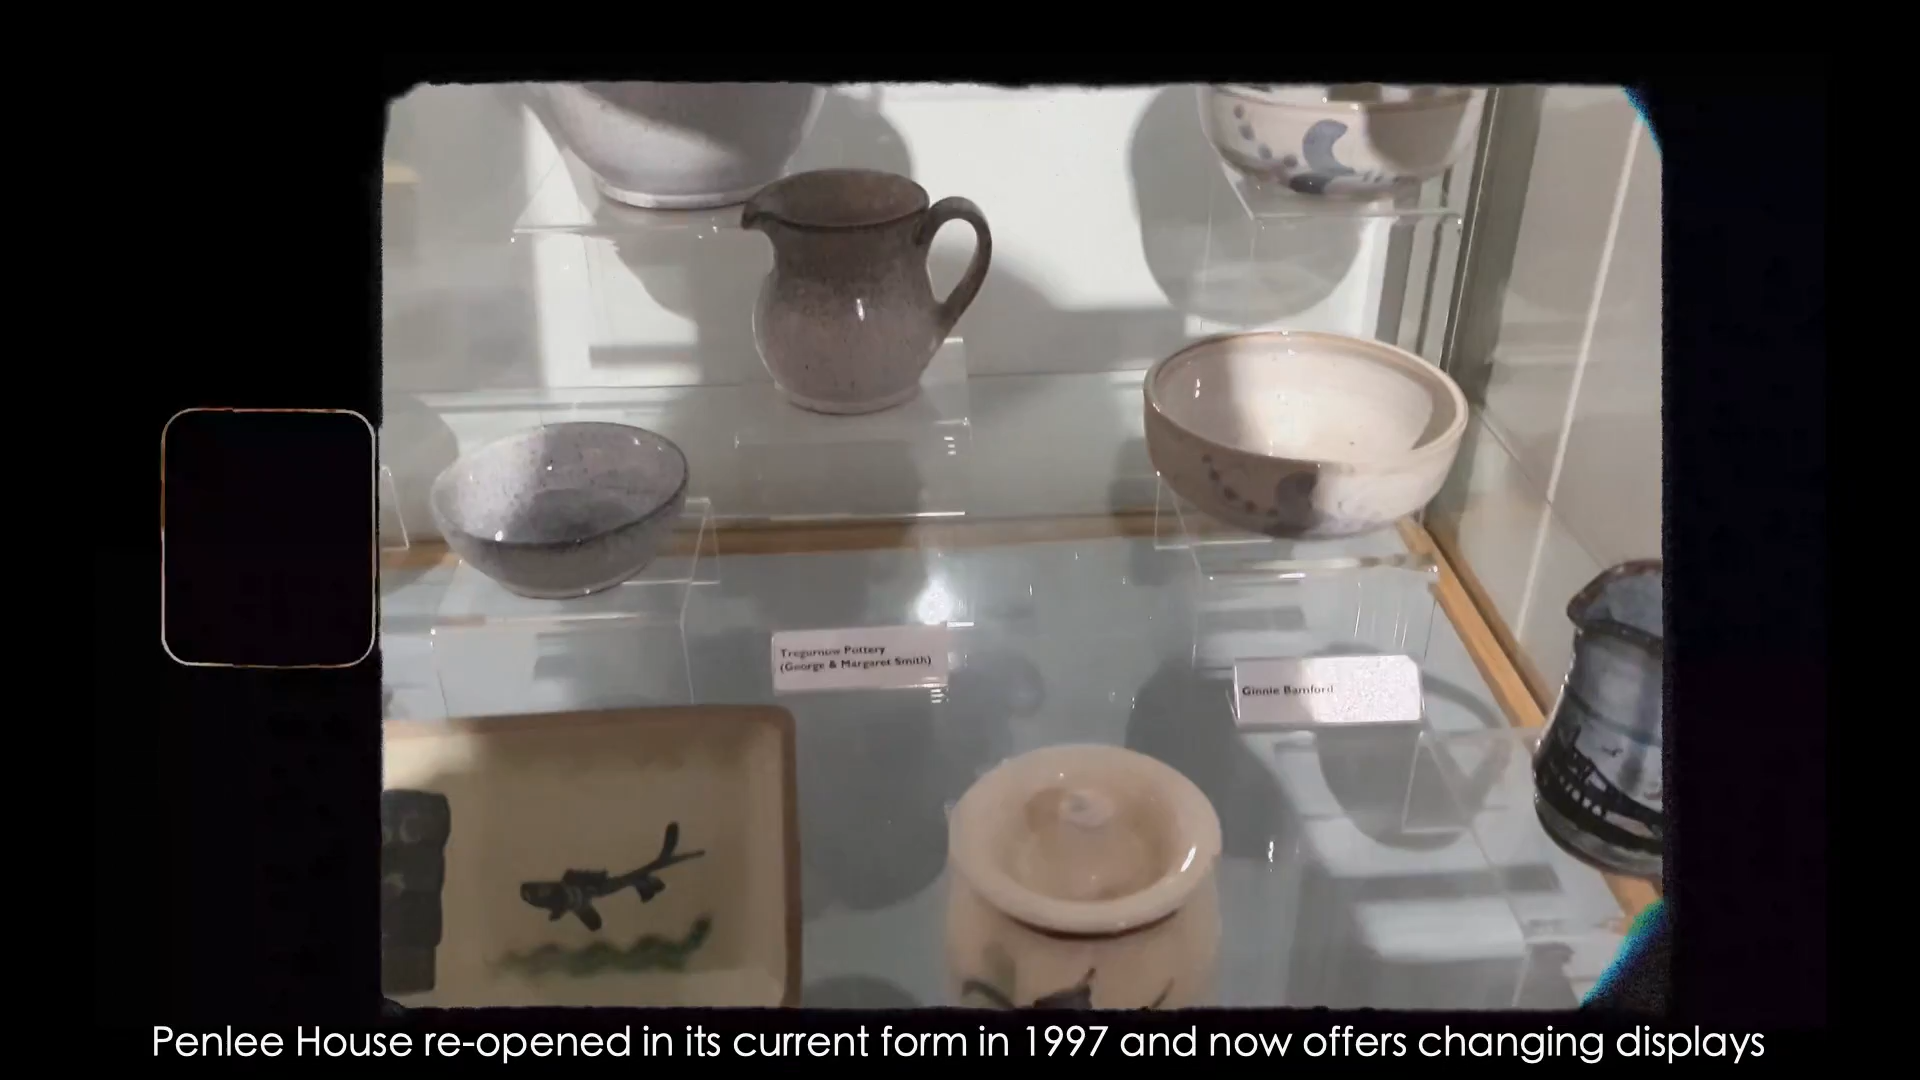 Tregurnow Pottery
(George & Margaret Smith)
Ginnie Bamford
Penlee House re-opened in its current form in 1997 and now offers changing displays